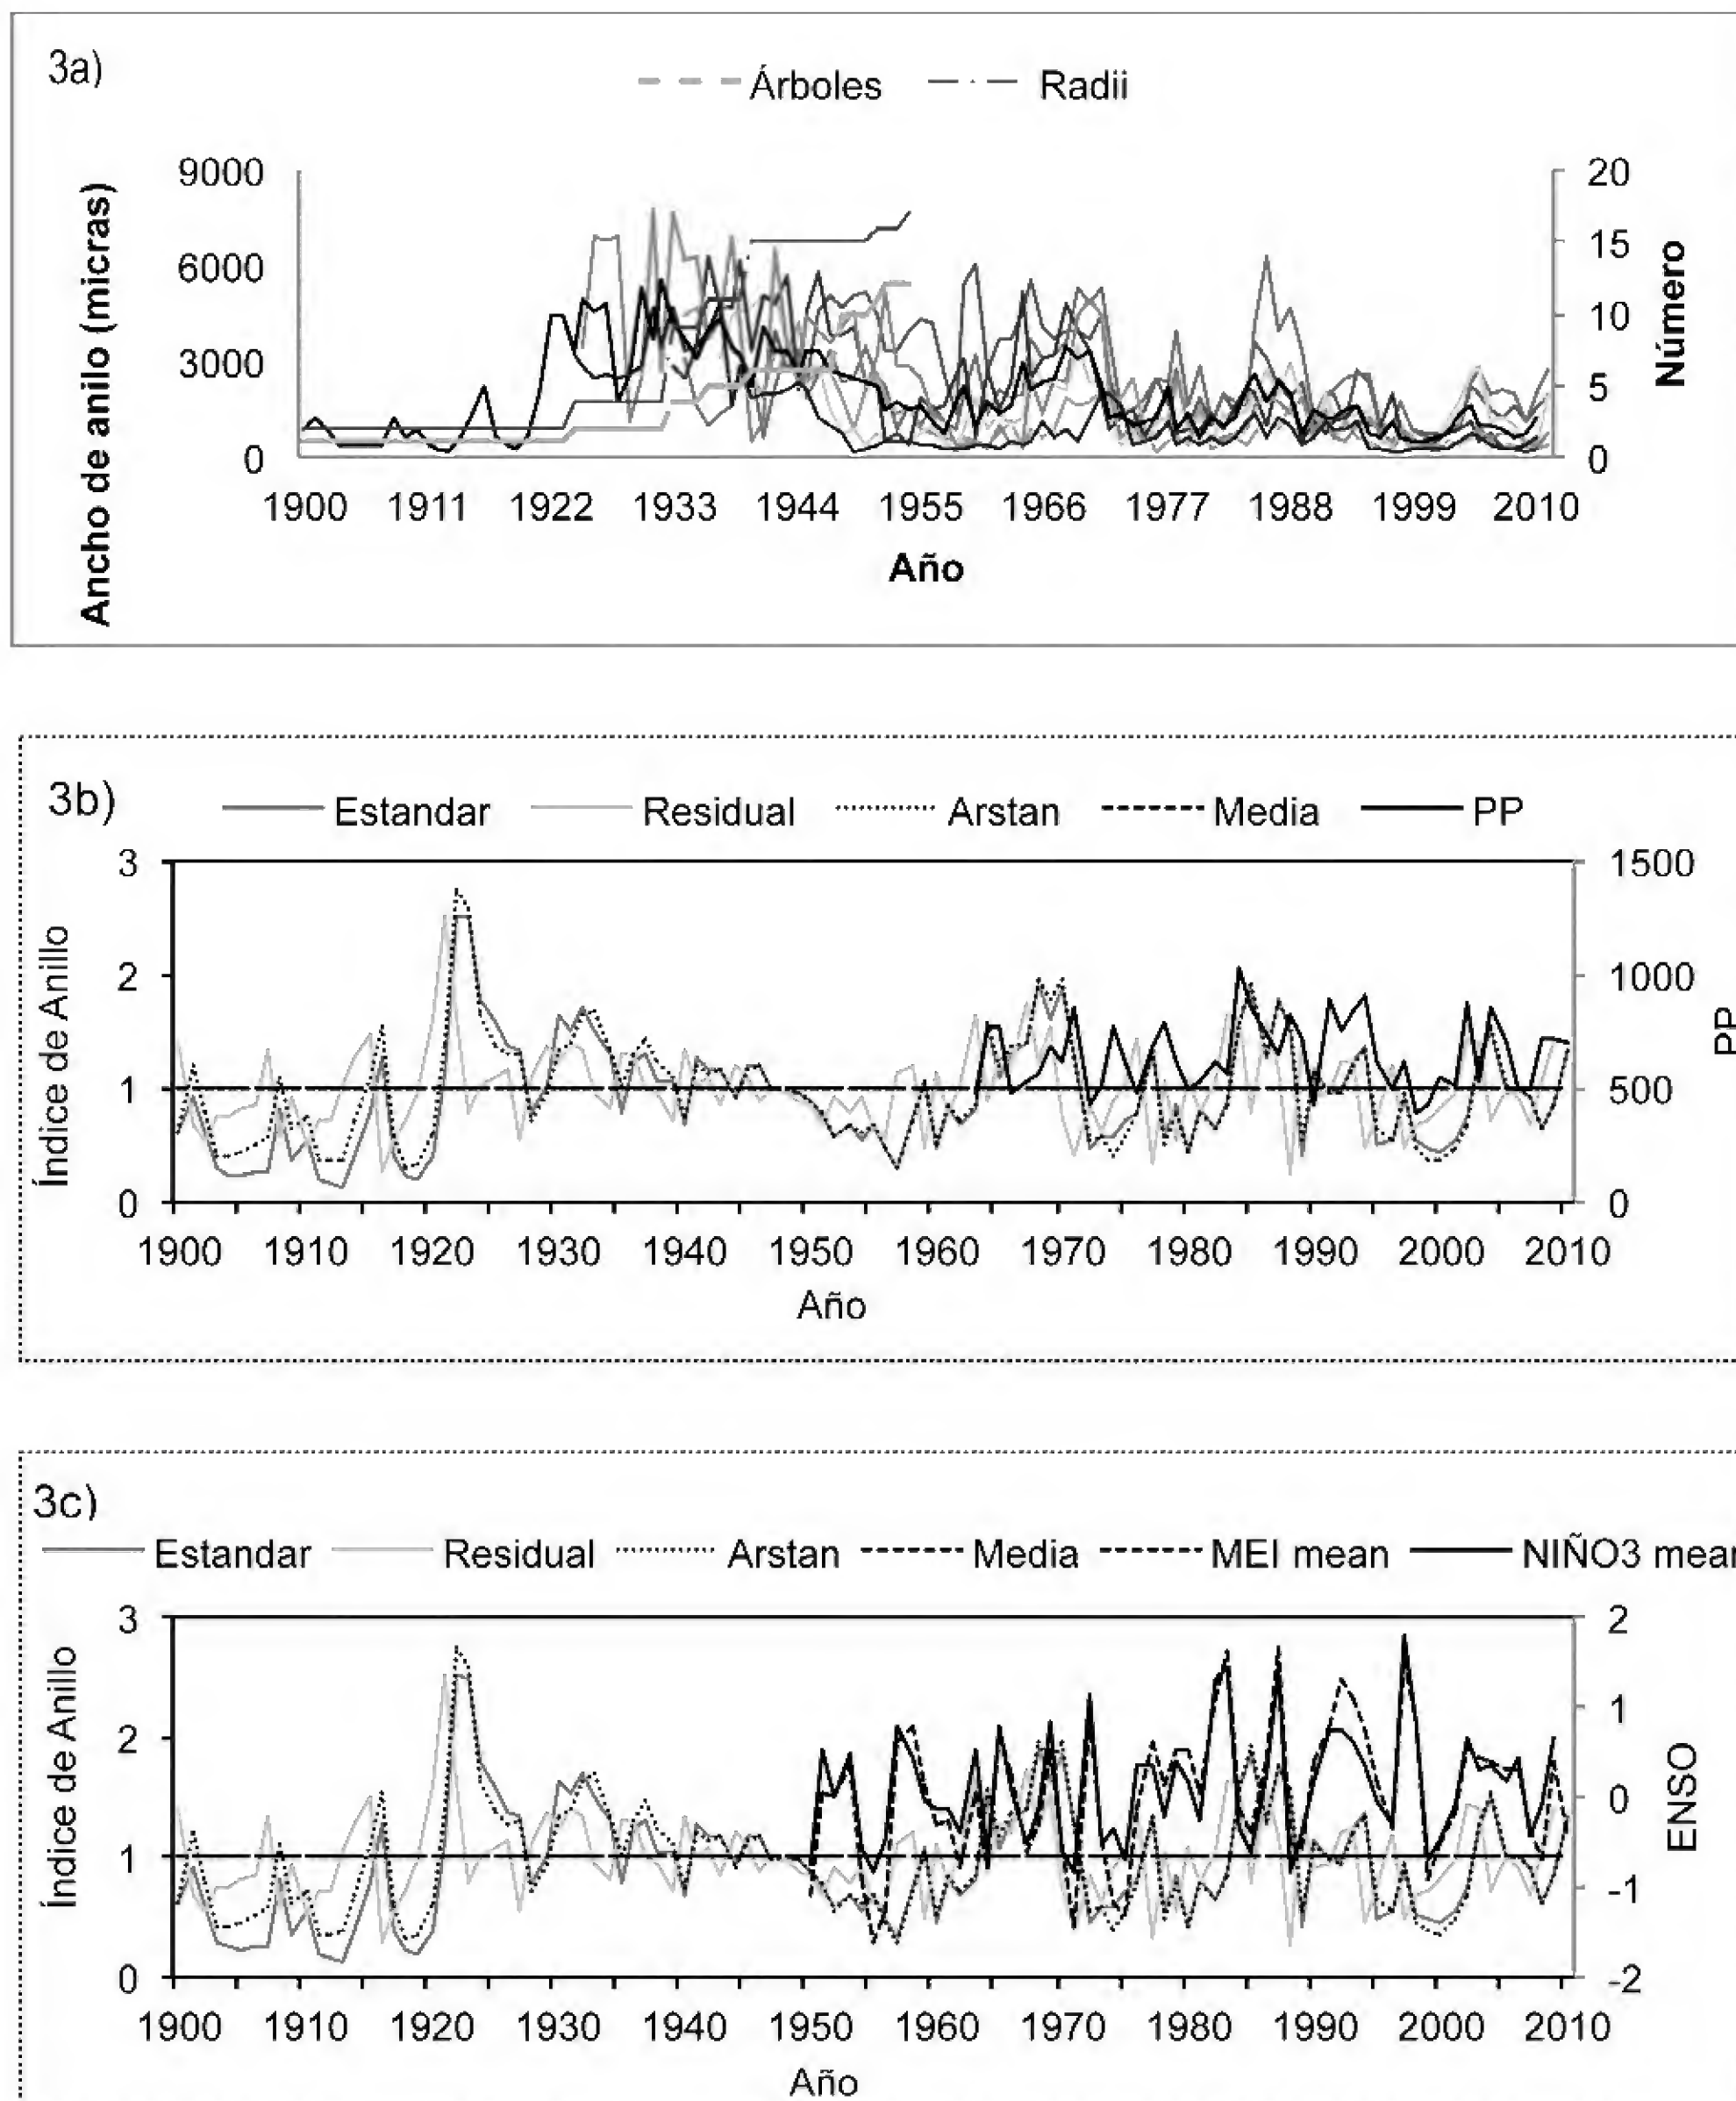 3a)
Árboles Radii
9000
6000
3000
0
20
15
10
5
0
Ancho de anilo (micras)
Número
1900 1911 1922 1933 1944 1955 1966 1977 1988 1999 2010
Año
3b)
Estandar Residual Arstan Media PP
3
2
1
0
1500
1000
500
0
Índice de Anillo
PP
1900 1910 1920 1930 1940 1950 1960 1970 1980 1990 2000 2010
Año
3c)
Estandar Residual Arstan Media MEI mean NIÑO3 mean
3
2
1
0
2
1
0
-1
-2
Índice de Anillo
ENSO
1900 1910 1920 1930 1940 1950 1960 1970 1980 1990 2000 2010
Año